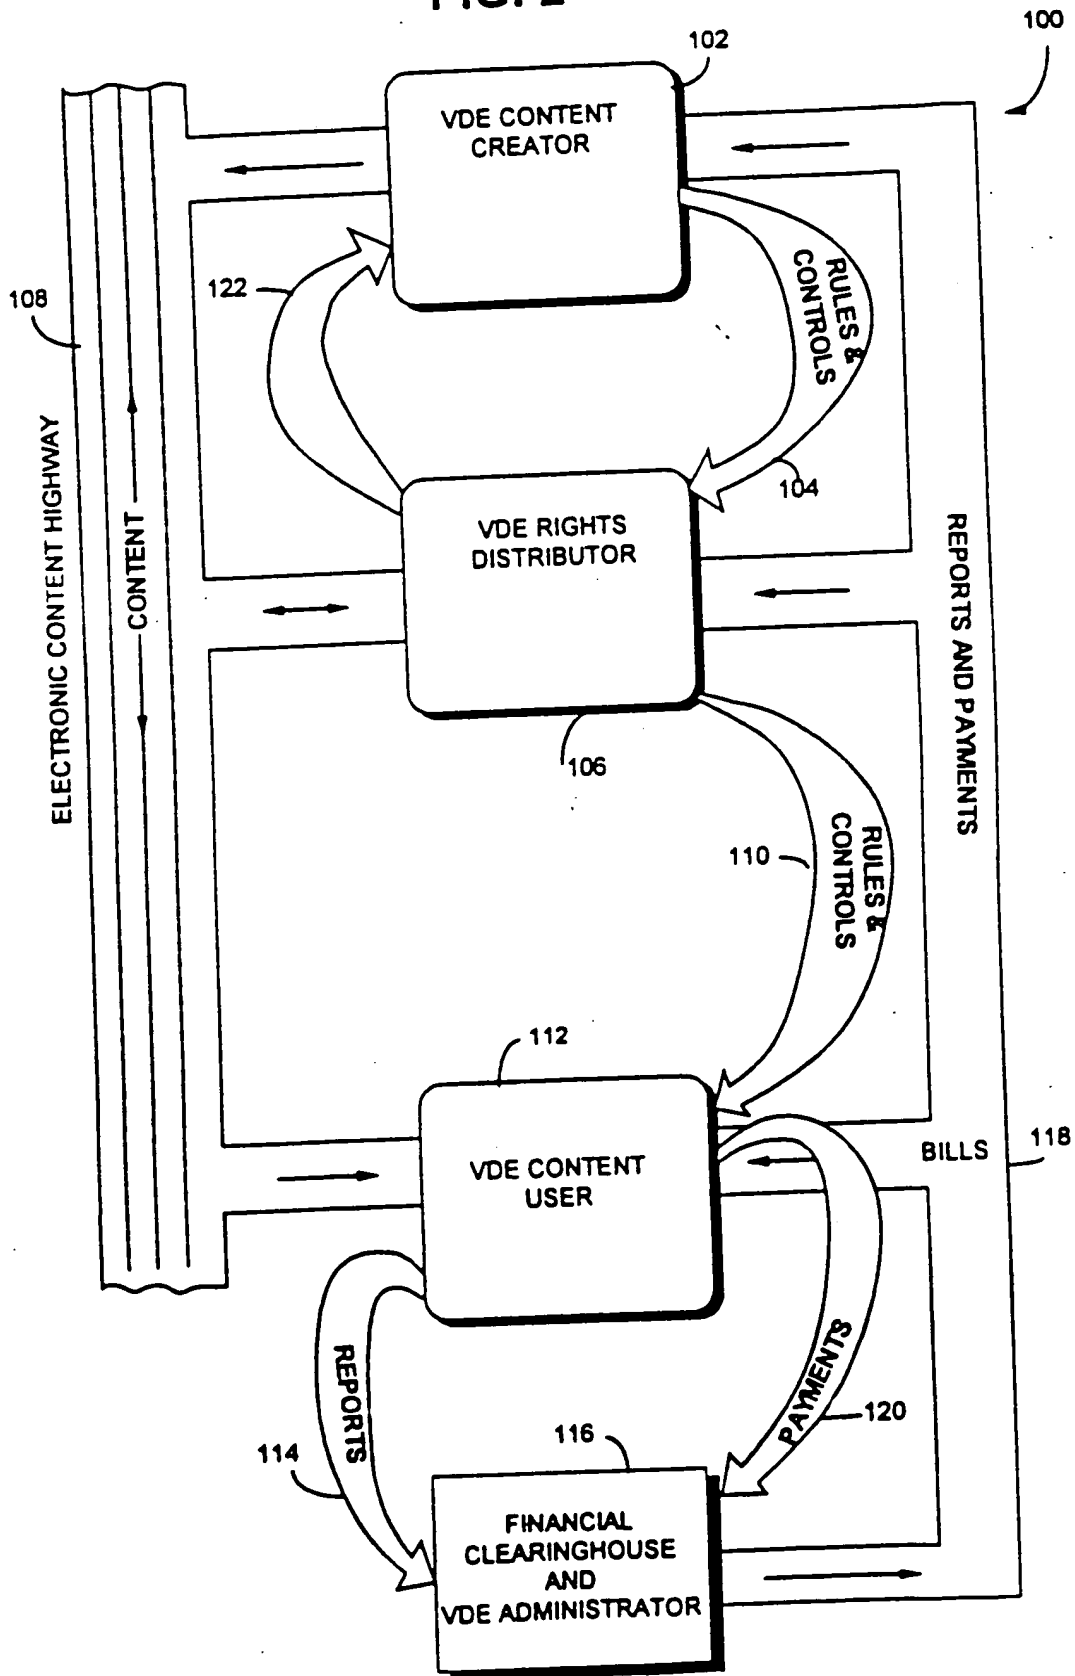 100
102
VDE CONTENT
CREATOR
RULES &
CONTROLS
122
108
104
ELECTRONIC CONTENT HIGHWAY
CONTENT
VDE RIGHTS
DISTRIBUTOR
REPORTS AND PAYMENTS
106
110
RULES &
CONTROLS
112
VDE CONTENT
USER
BILLS
118
REPORTS
PAYMENTS
120
114
116
FINANCIAL
CLEARINGHOUSE
AND
VDE ADMINISTRATOR